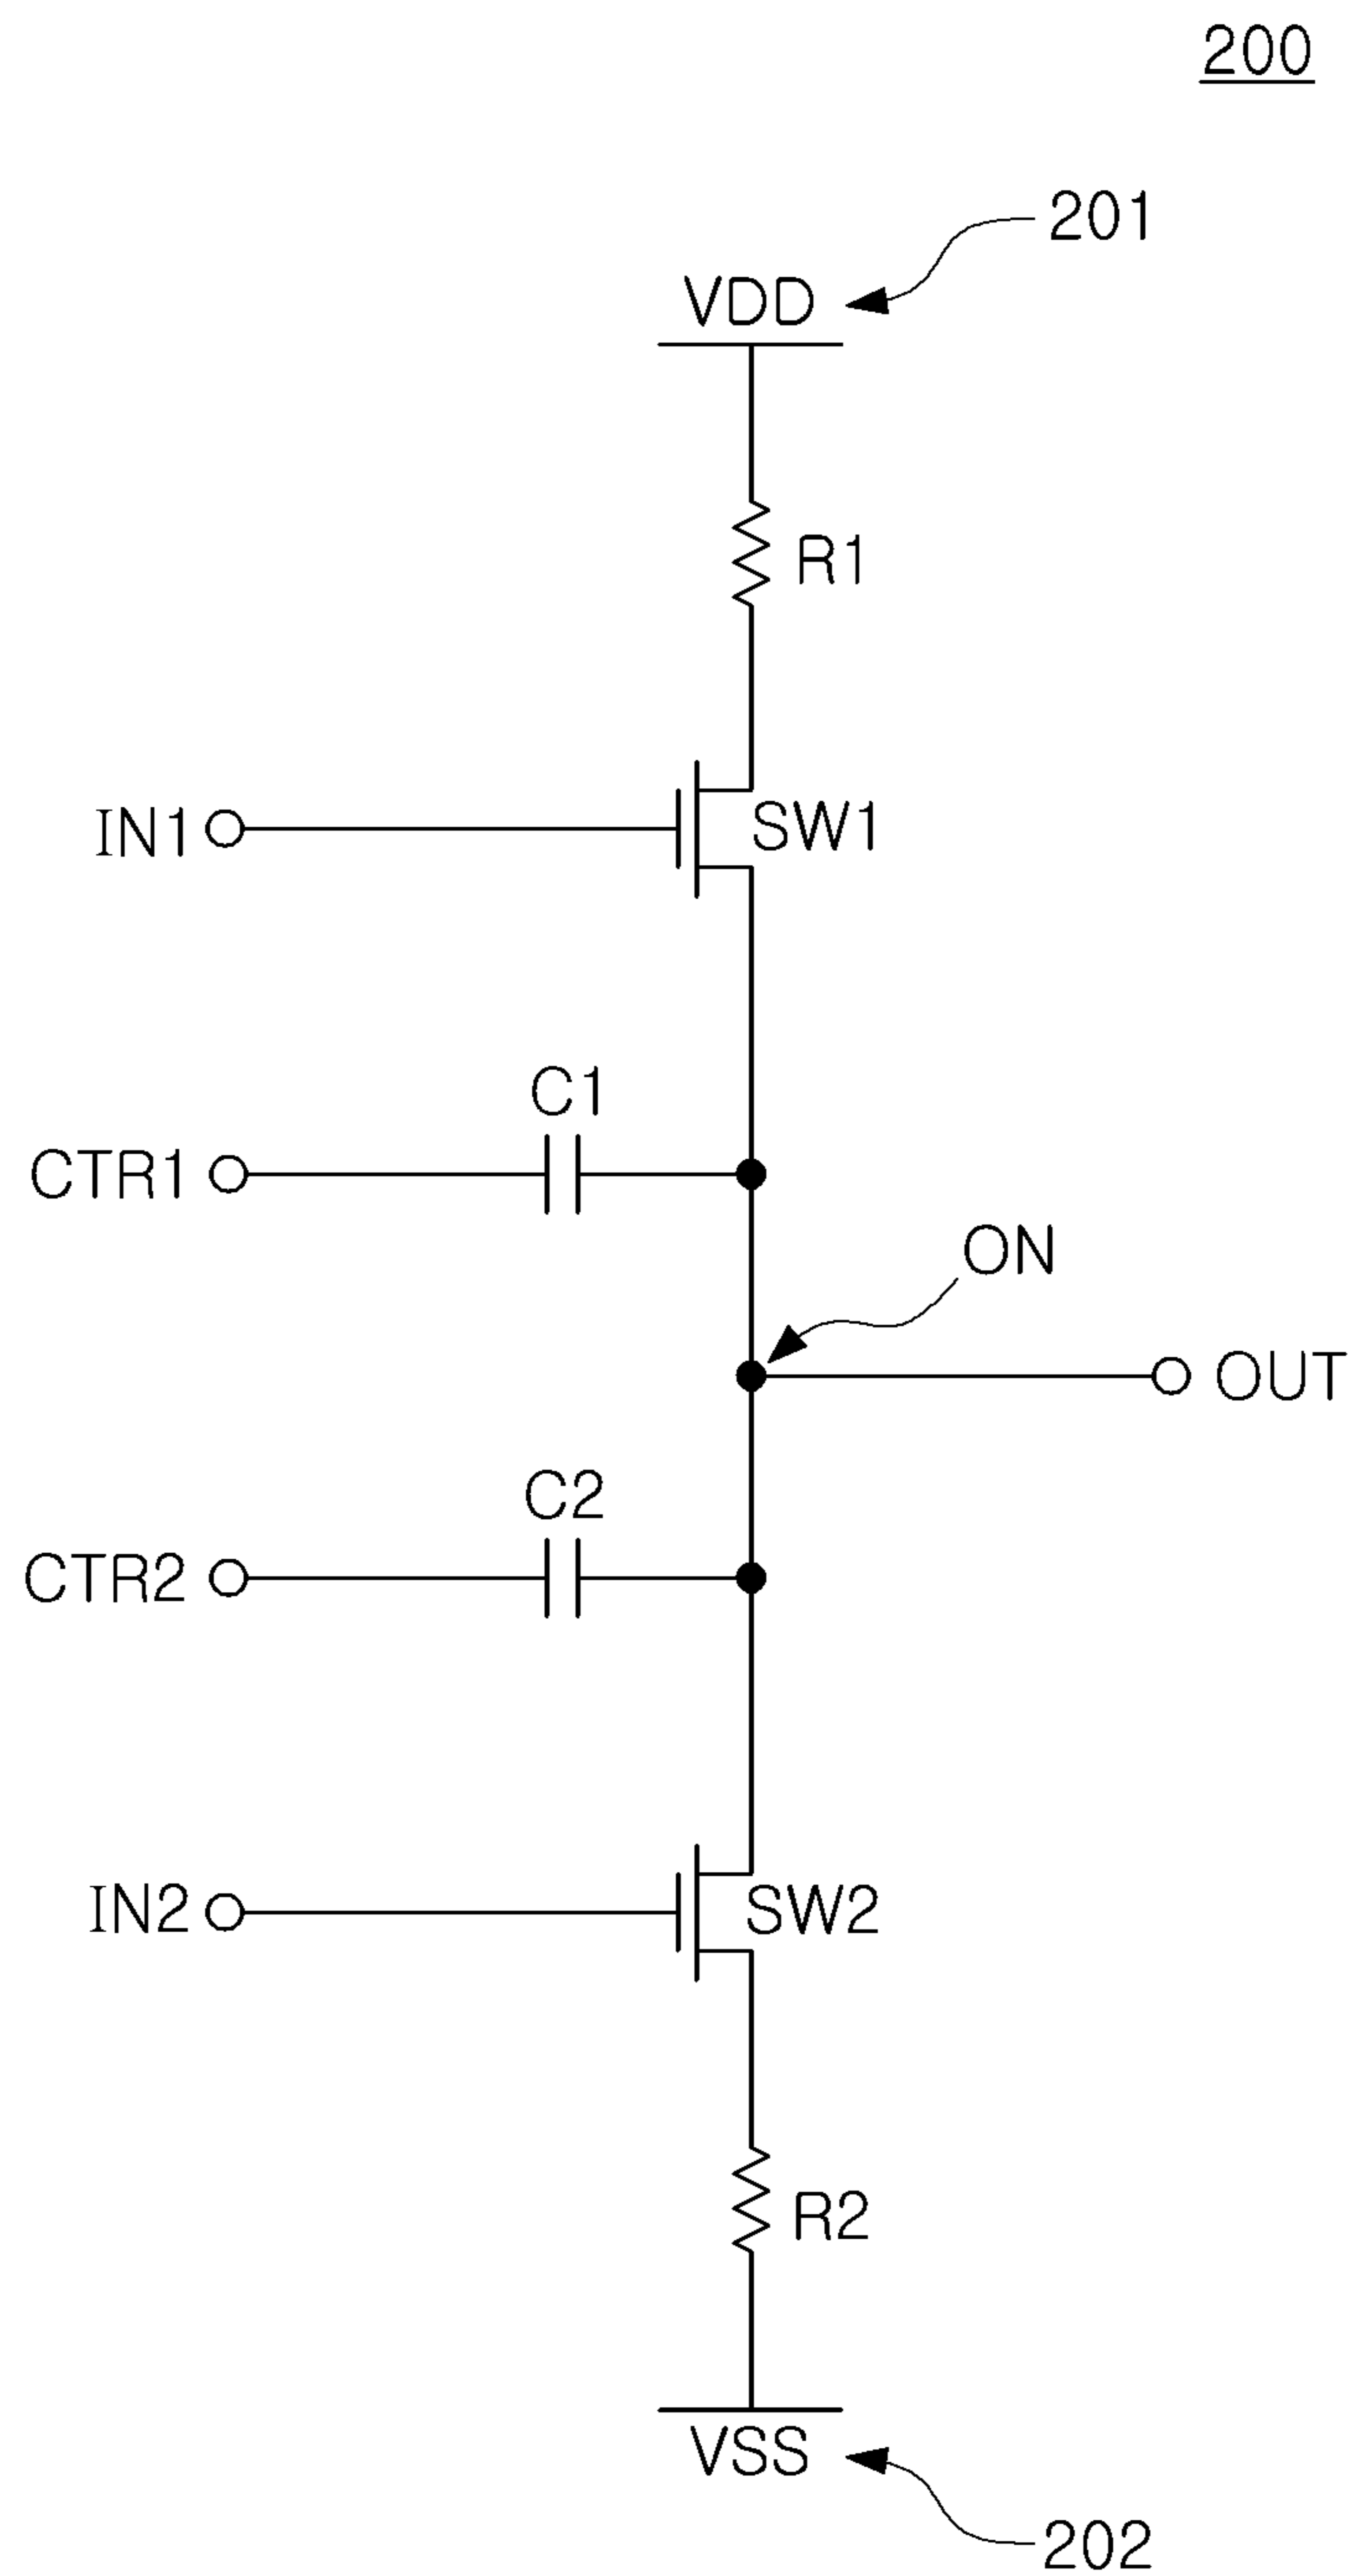 200
201
VDD
R1
IN1
SW1
C1
CTR1
ON
OUT
C2
CTR2
IN2
SW2
R2
VSS
202